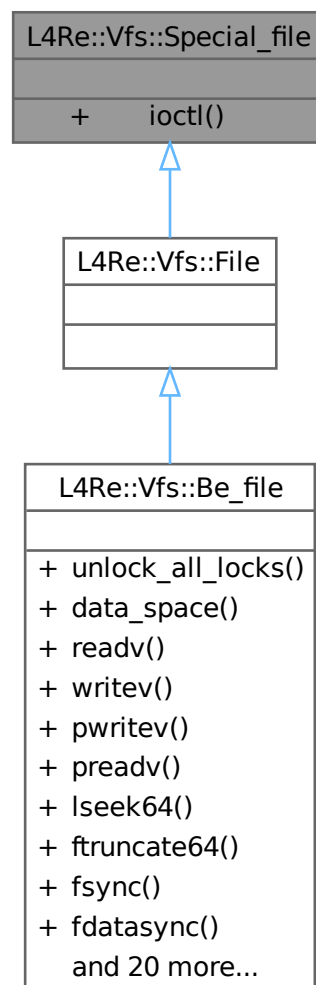 L4Re::Vfs::Special_file
+ ioctl()
L4Re::Vfs::File
L4Re::Vfs::Be_file
+ unlock_all_locks()
+ data_space()
+ readv()
+ writev()
+ pwritev()
+ preadv()
+ lseek64()
+ ftruncate64()
+ fsync()
+ fdatasync()
and 20 more...